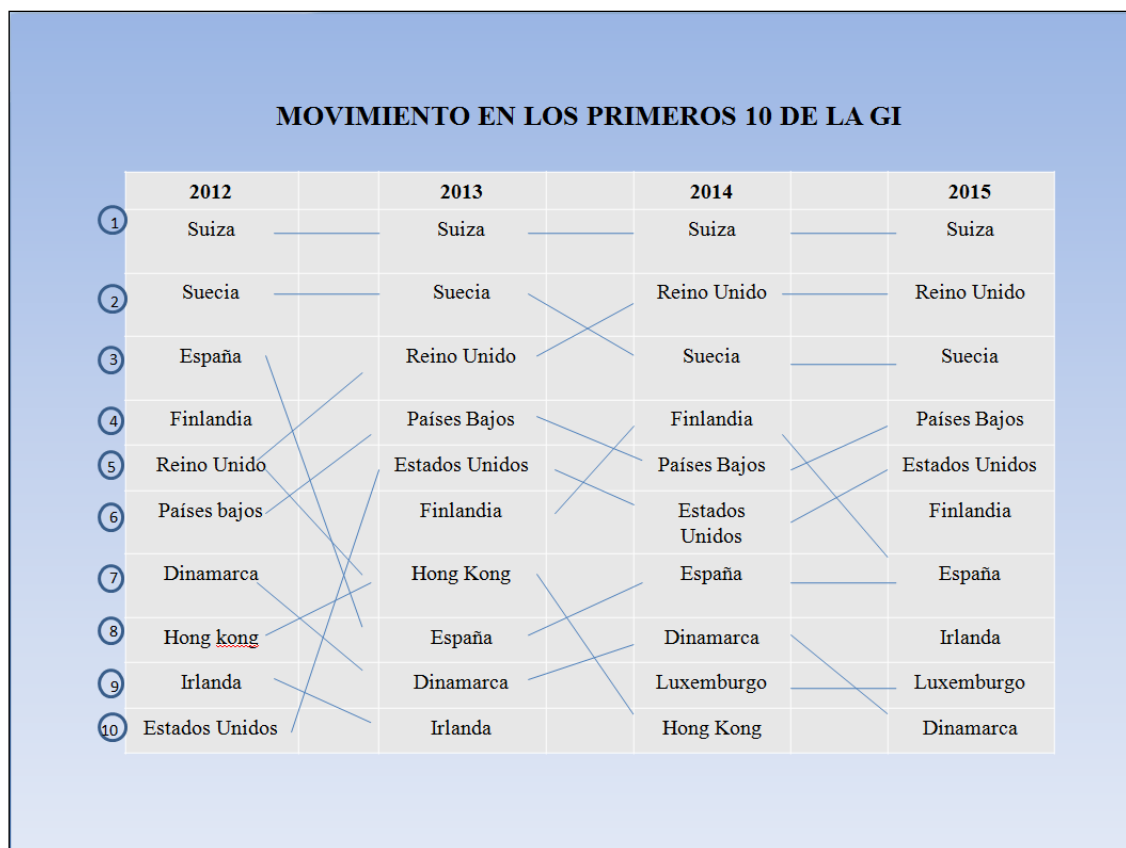 MOVIMIENTO EN LOS PRIMEROS 10 DE LA GI
2012 2013 2014 2015
1 Suiza Suiza Suiza Suiza
2 Suecia Suecia Reino Unido Reino Unido
3 España Reino Unido Suecia Suecia
4 Finlandia Países Bajos Finlandia Países Bajos
5 Reino Unido Estados Unidos Países Bajos Estados Unidos
6 Países bajos Finlandia Estados Finlandia
Unidos
7 Dinamarca Hong Kong España España
8 Hong kong España Dinamarca Irlanda
9 Irlanda Dinamarca Luxemburgo Luxemburgo
10 Estados Unidos Irlanda Hong Kong Dinamarca